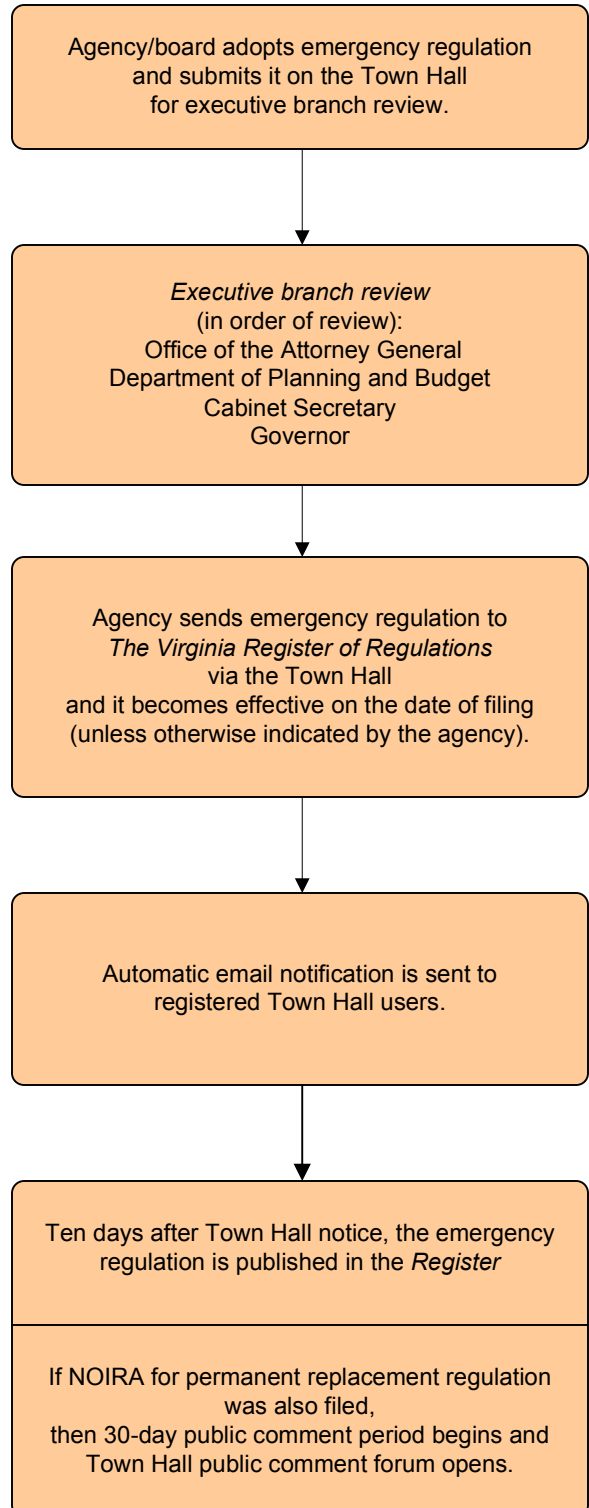 Agency/board adopts emergency regulation
and submits it on the Town Hall
for executive branch review.
Executive branch review
(in order of review):
Office of the Attorney General
Department of Planning and Budget
Cabinet Secretary
Governor
Agency sends emergency regulation to
The Virginia Register of Regulations
via the Town Hall
and it becomes effective on the date of filing
(unless otherwise indicated by the agency).
Automatic email notification is sent to
registered Town Hall users.
Ten days after Town Hall notice, the emergency
regulation is published in the Register
If NOIRA for permanent replacement regulation
was also filed,
then 30-day public comment period begins and
Town Hall public comment forum opens.